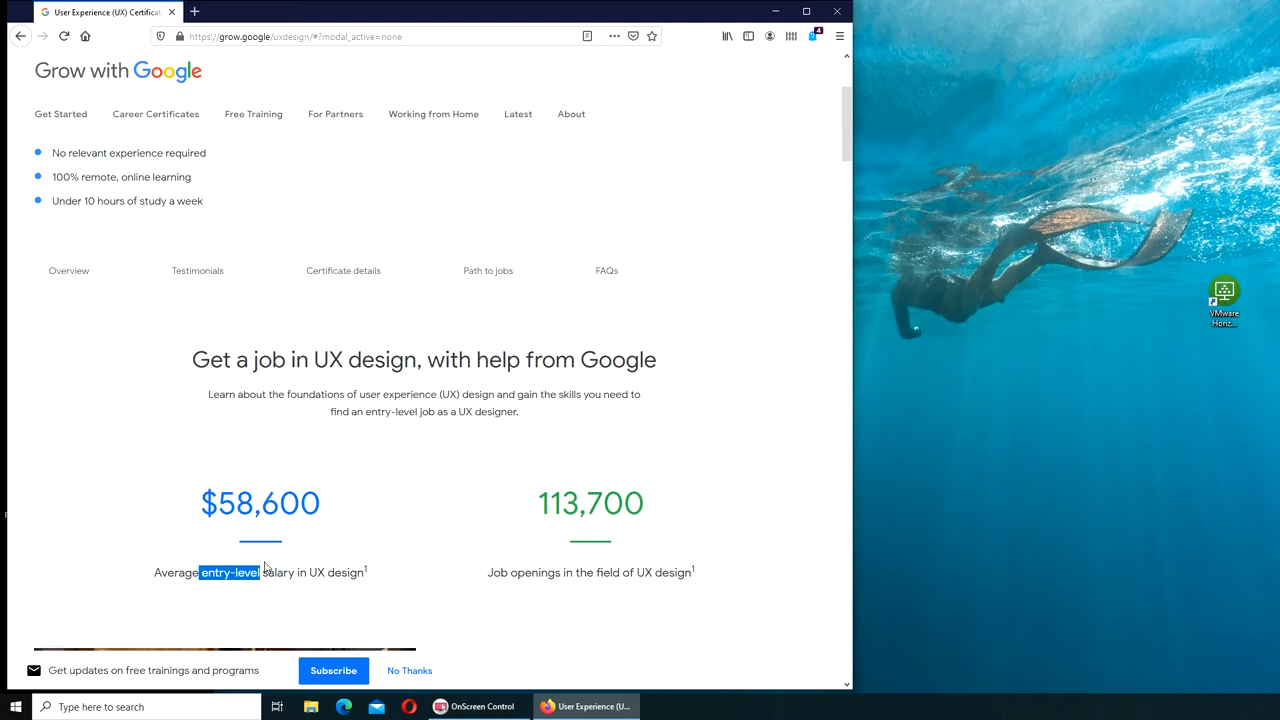 User Experience (UX) Certificat
https://grow.google/uxdesign/#?modal_active=none
4
Grow with Google
Get Started Career Certificates Free Training For Partners Working from Home Latest About
No relevant experience required
100% remote, online learning
Under 10 hours of study a week
Overview Testimonials Certificate details Path to jobs FAQs
VMware
Horiz...
Get a job in UX design, with help from Google
Learn about the foundations of user experience (UX) design and gain the skills you need to
find an entry-level job as a UX designer.
$58,600 113,700
Average entry-level salary in UX design1 Job openings in the field of UX design1
Get updates on free trainings and programs Subscribe No Thanks
Type here to search OnScreen Control User Experience (U...